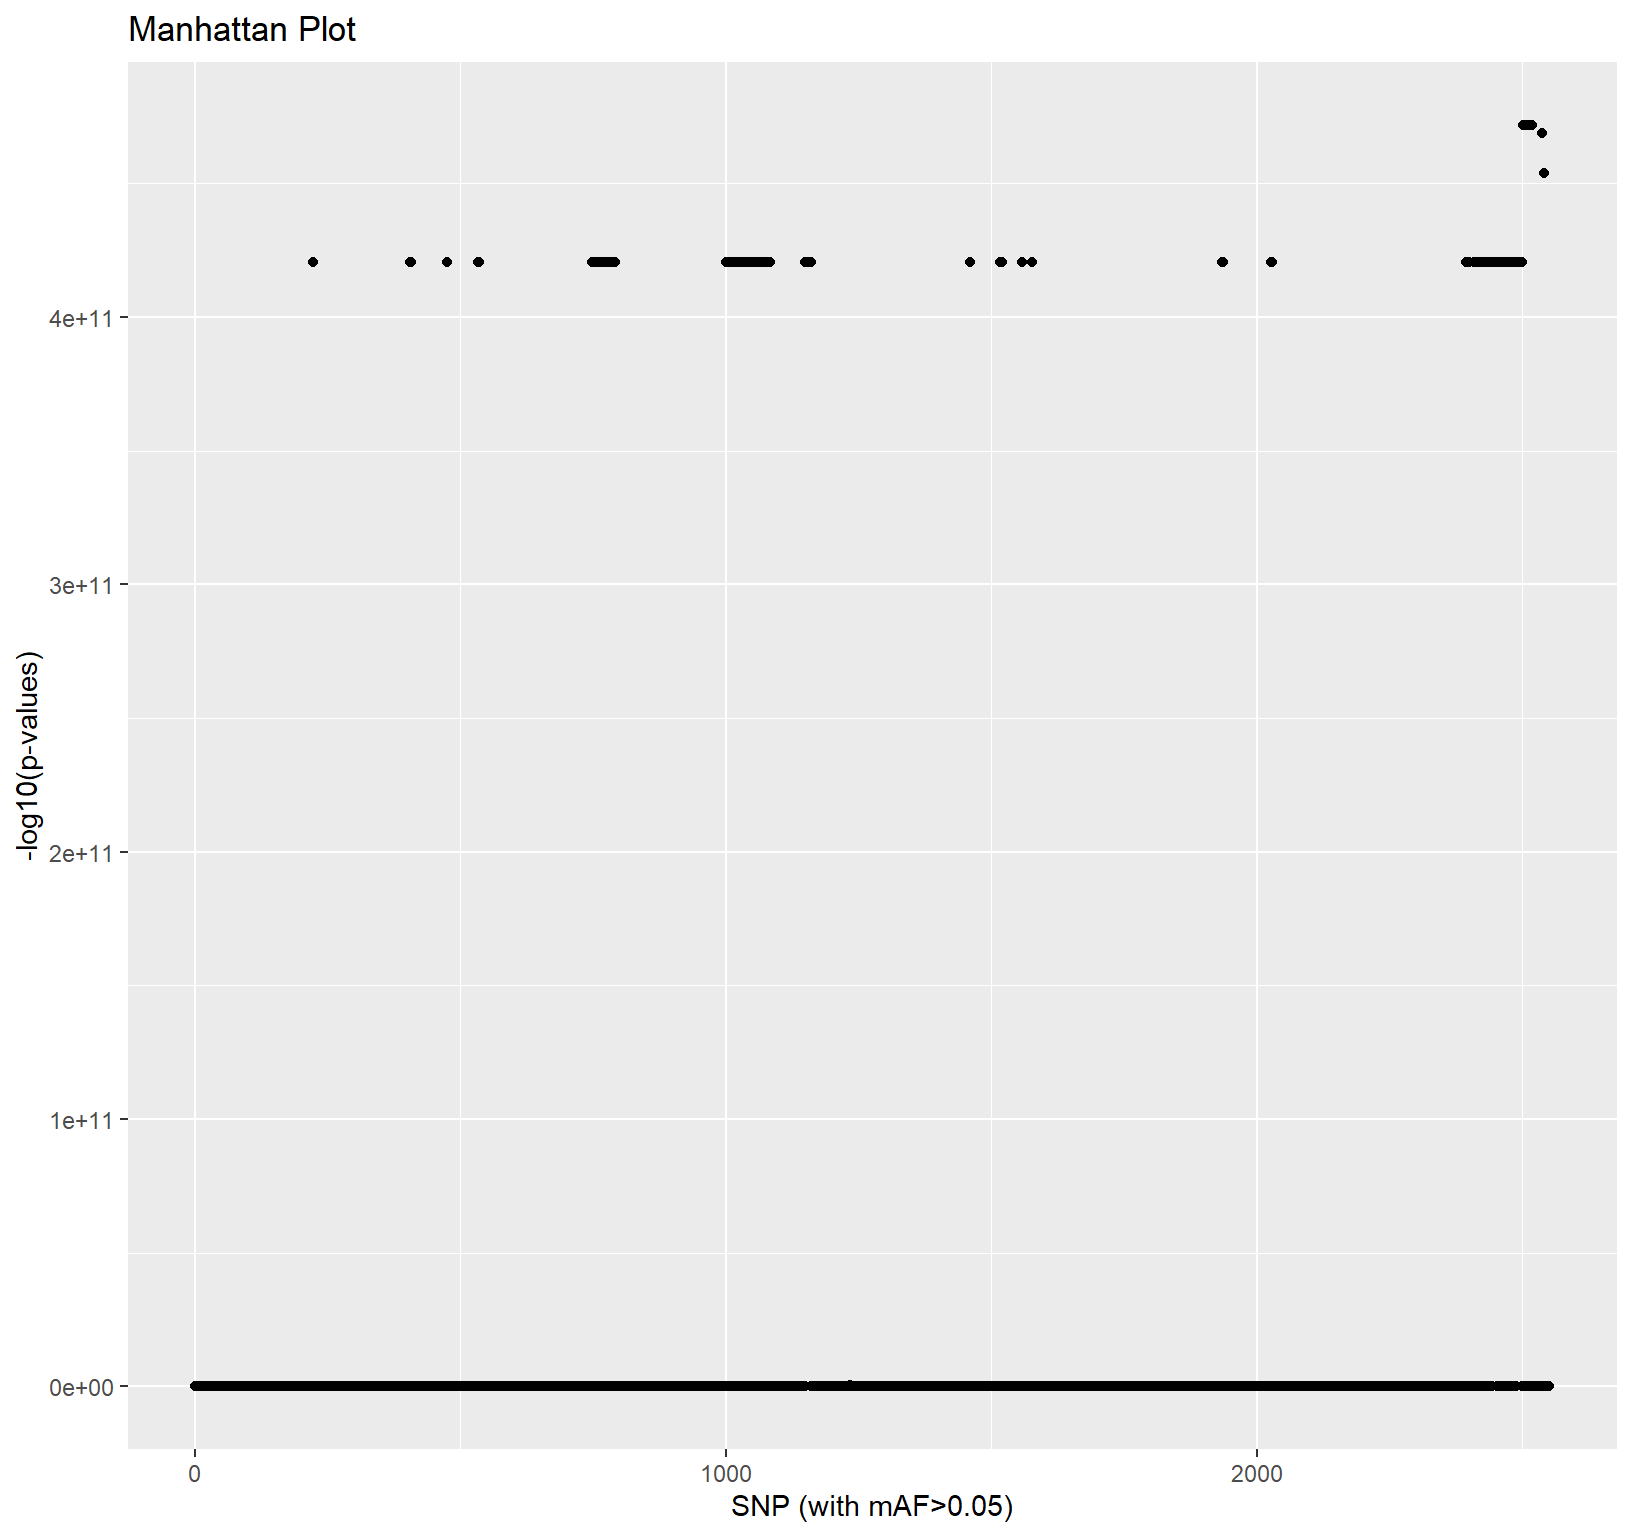 Manhattan Plot
-log10(p-values)
4e+11
3e+11
2e+11
1e+11
0e+00
0
1000
2000
SNP (with mAF>0.05)